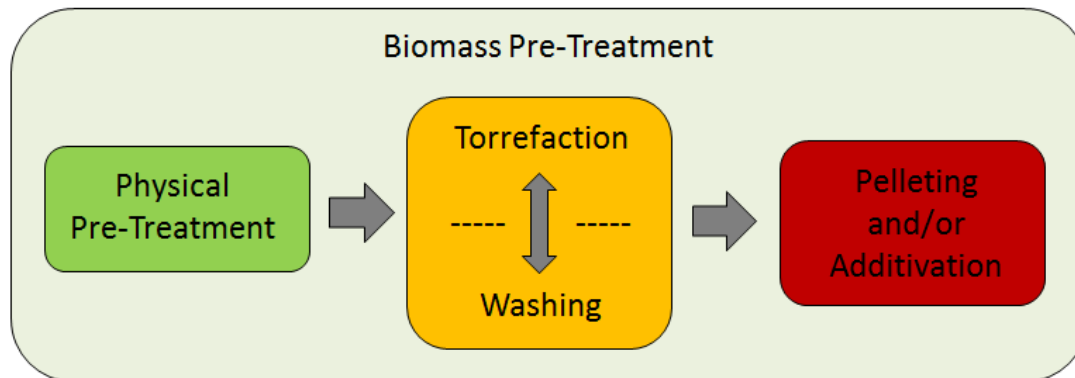 Biomass Pre-Treatment
Physical
Pre-Treatment
Torrefaction
----- -----
Washing
Pelleting
and/or
Additivation